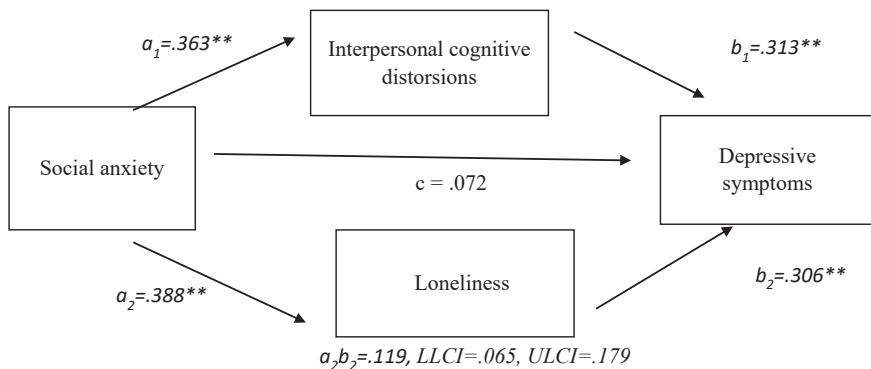 a1=.363**
Interpersonal cognitive
distorsions
b1=.313**
Social anxiety
c = .072
Depressive
symptoms
a2=.388**
Loneliness
b2=.306**
a2b2=.119, LLCI=.065, ULCI=.179